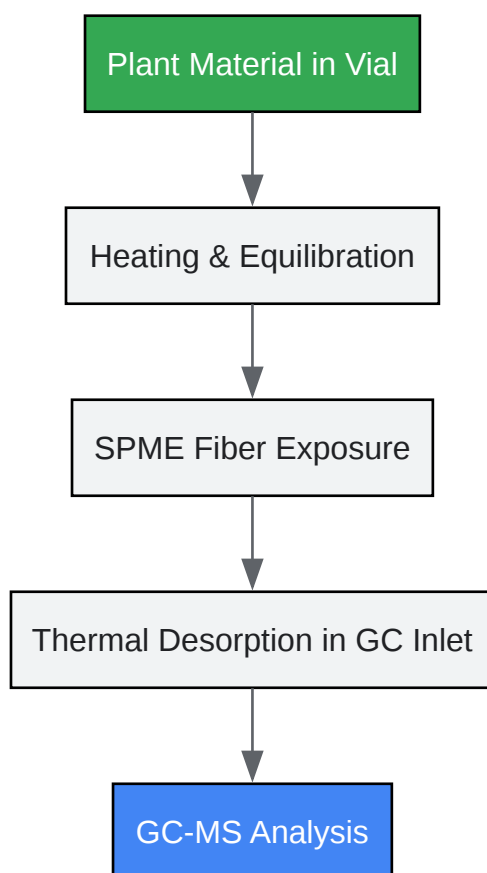 Plant Material in Vial
Heating & Equilibration
SPME Fiber Exposure
Thermal Desorption in GC Inlet
GC-MS Analysis